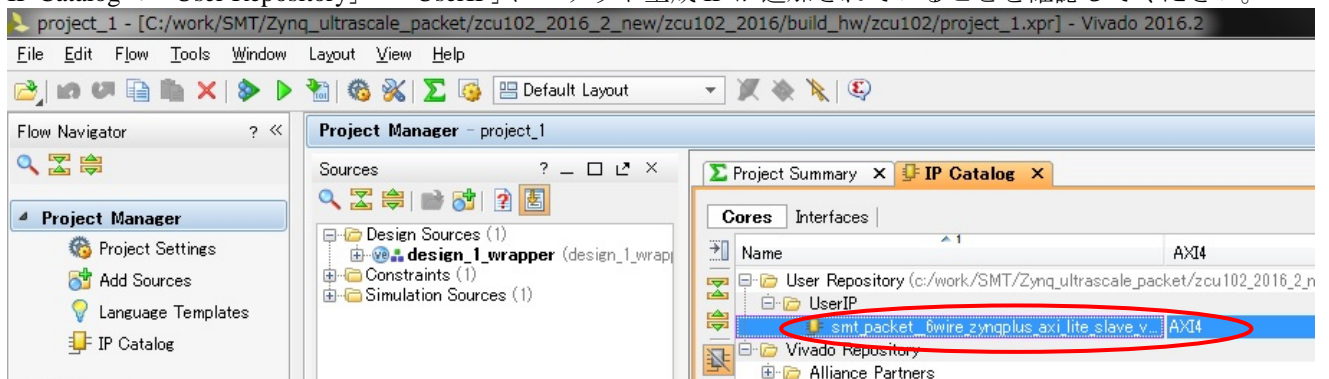 project_1 - [C:/work/SMT/Zynq_ultrascale_packet/zcu102_2016_2_new/zcu102_2016/build_hw/zcu102/project_1.xpr] - Vivado 2016.2
File Edit Flow Tools Window Layout View Help
Default Layout
Flow Navigator ? «
Project Manager - project_1
Sources ? _ □ ×
Project Summary × IP Catalog ×
Project Manager
Cores Interfaces
Project Settings
Design Sources (1)
design_1_wrapper (design_1_wrap
Name 1 AXI4
Add Sources
Constraints (1)
User Repository (c:/work/SMT/Zynq_ultrascale_packet/zcu102_2016_2_n
Simulation Sources (1)
UserIP
Language Templates
smt_packet__6wire_zynqplus_axi_lite_slave_v... AXI4
IP Catalog
Vivado Repository
Alliance Partners